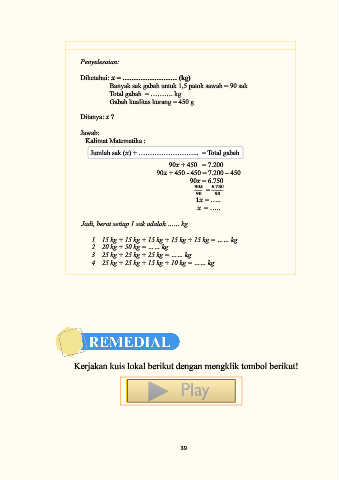 Penyelesaian:
Diketahui: x = .............................. (kg)
Banyak sak gabah untuk 1,5 patok sawah = 90 sak
Total gabah = ............ kg
Gabah kualitas kurang = 450 g
Ditanya: x ?
Jawab:
Kalimat Matematika :
Jumlah sak (x) + .............................. = Total gabah
90x + 450 = 7.200
90x + 450 - 450 = 7.200 – 450
90x = 6.750
90x/90 = 6.750/90
1x = .....
x = .....
Jadi, berat setiap 1 sak adalah ...... kg
1 15 kg + 15 kg + 15 kg + 15 kg + 15 kg = ...... kg
2 20 kg + 50 kg = ...... kg
3 25 kg + 25 kg + 25 kg = ...... kg
4 25 kg + 25 kg + 15 kg + 10 kg = ...... kg
REMEDIAL
Kerjakan kuis lokal berikut dengan mengklik tombol berikut!
Play
39